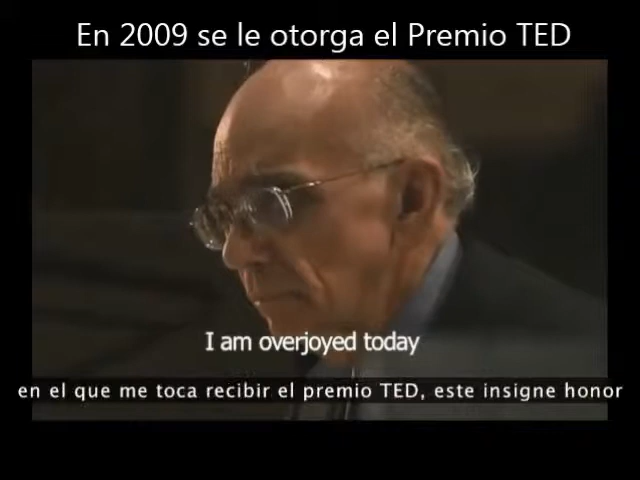 En 2009 se le otorga el Premio TED
I am overjoyed today
en el que me toca recibir el premio TED, este insigne honor